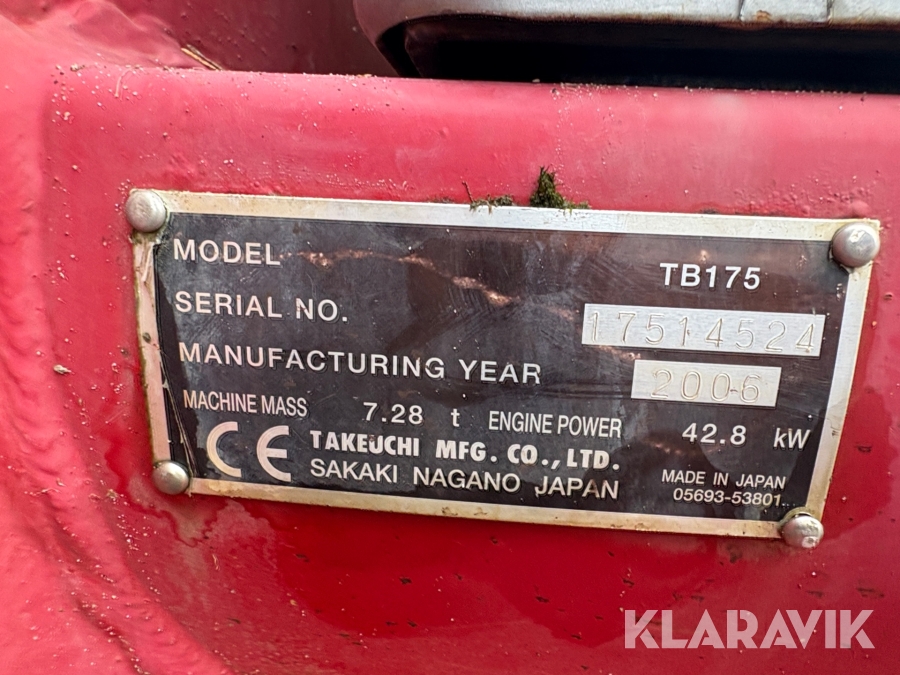 MODEL TB175
SERIAL NO. 17514524
MANUFACTURING YEAR 2006
MACHINE MASS 7.28 t ENGINE POWER 42.8 kW
CE TAKEUCHI MFG. CO., LTD.
SAKAKI NAGANO JAPAN
MADE IN JAPAN
05693-53801
KLARAVIK